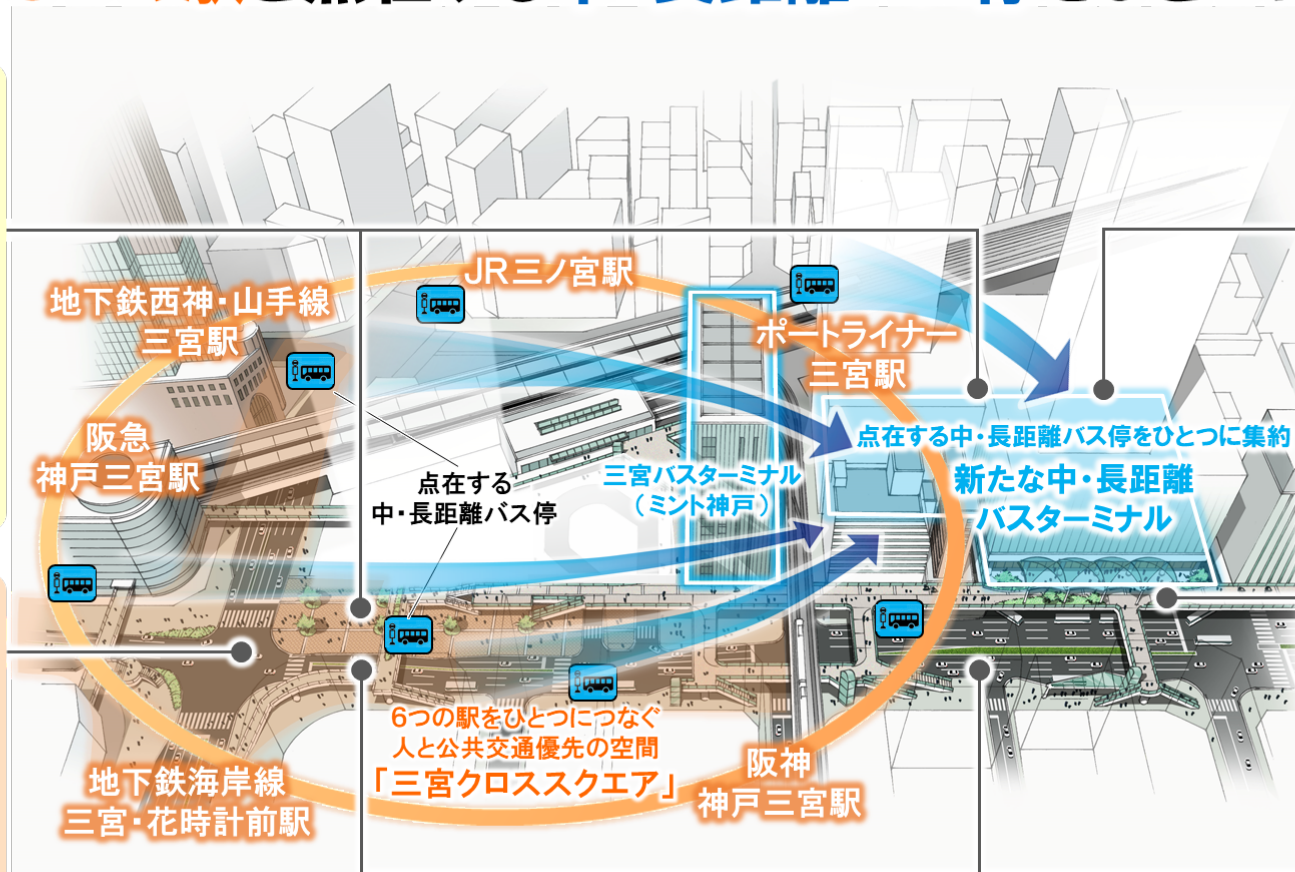 JR三ノ宮駅
地下鉄西神・山手線
三宮駅
ポートライナー
三宮駅
阪急
神戸三宮駅
点在する
中・長距離バス停
三宮バスターミナル
（ミント神戸）
点在する中・長距離バス停をひとつに集約
新たな中・長距離
バスターミナル
6つの駅をひとつにつなぐ
人と公共交通優先の空間
「三宮クロススクエア」
阪神
神戸三宮駅
地下鉄海岸線
三宮・花時計前駅